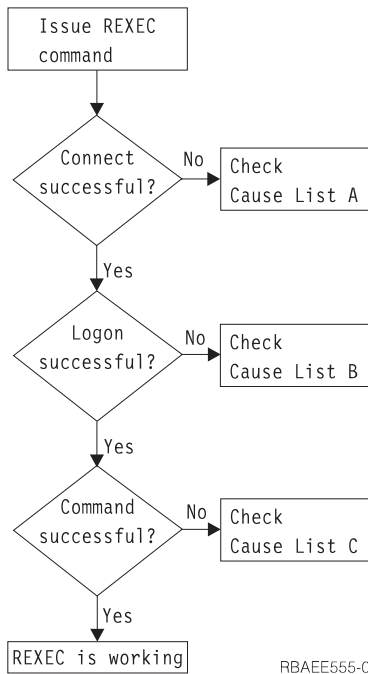 Issue REXEC
command
Connect
successful?
No
Check
Cause List A
Yes
Logon
successful?
No
Check
Cause List B
Yes
Command
successful?
No
Check
Cause List C
Yes
REXEC is working
RBAEE555-0